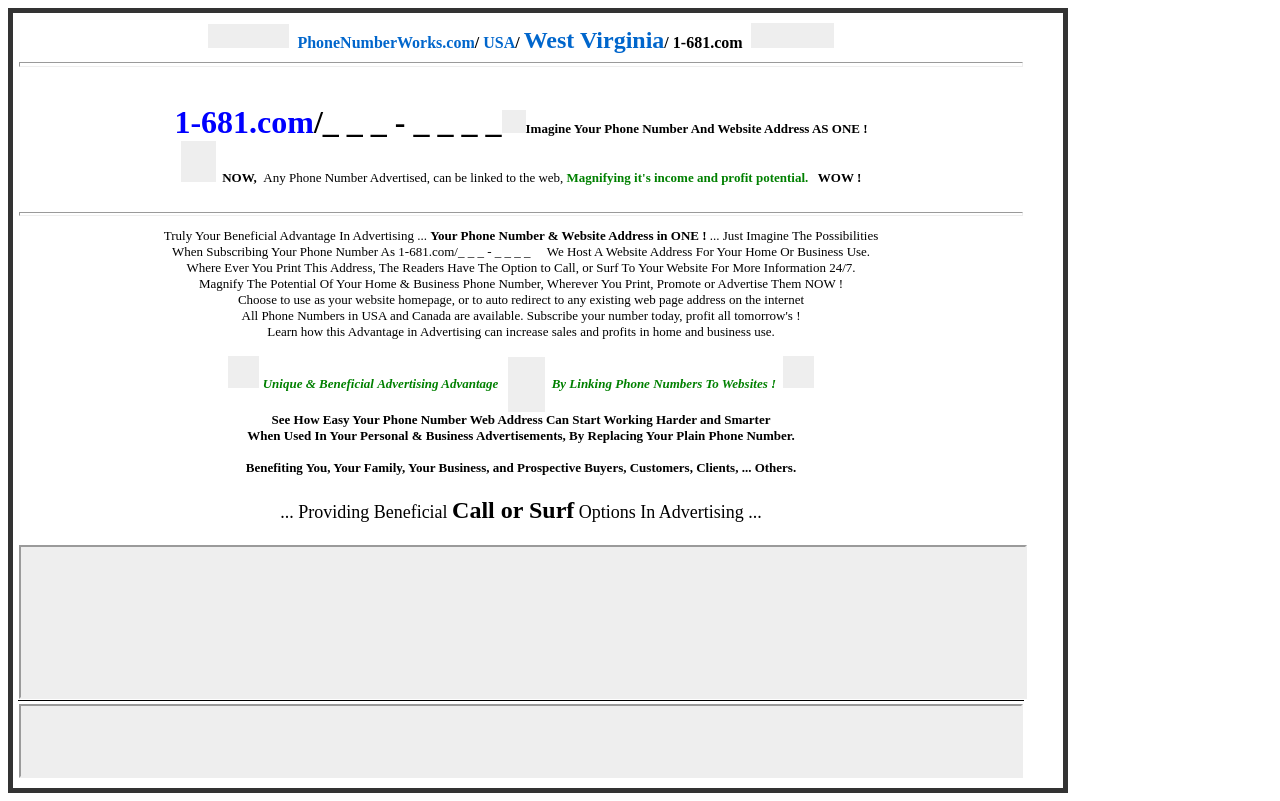 PhoneNumberWorks.com/ USA/ West Virginia/ 1-681.com
1-681.com/_ _ _ - _ _ _ _ Imagine Your Phone Number And Website Address AS ONE !
NOW, Any Phone Number Advertised, can be linked to the web, Magnifying it's income and profit potential. WOW !
Truly Your Beneficial Advantage In Advertising ... Your Phone Number & Website Address in ONE ! ... Just Imagine The Possibilities
When Subscribing Your Phone Number As 1-681.com/_ _ _ - _ _ _ _ We Host A Website Address For Your Home Or Business Use.
Where Ever You Print This Address, The Readers Have The Option to Call, or Surf To Your Website For More Information 24/7.
Magnify The Potential Of Your Home & Business Phone Number, Wherever You Print, Promote or Advertise Them NOW !
Choose to use as your website homepage, or to auto redirect to any existing web page address on the internet
All Phone Numbers in USA and Canada are available. Subscribe your number today, profit all tomorrow's !
Learn how this Advantage in Advertising can increase sales and profits in home and business use.
Unique & Beneficial Advertising Advantage By Linking Phone Numbers To Websites !
See How Easy Your Phone Number Web Address Can Start Working Harder and Smarter
When Used In Your Personal & Business Advertisements, By Replacing Your Plain Phone Number.
Benefiting You, Your Family, Your Business, and Prospective Buyers, Customers, Clients, ... Others.
... Providing Beneficial Call or Surf Options In Advertising ...